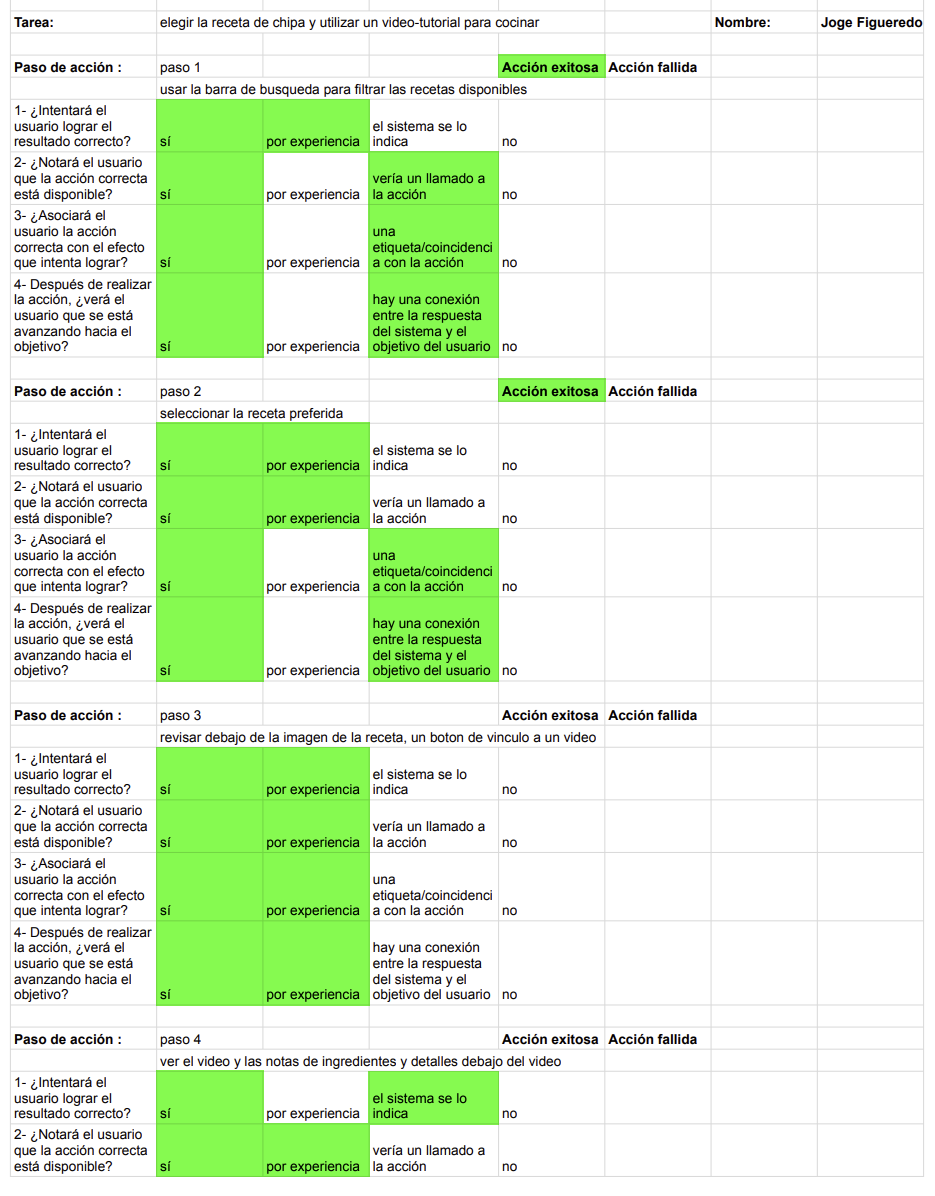 Tarea: elegir la receta de chipa y utilizar un video-tutorial para cocinar Nombre: Joge Figueredo
Paso de acción : paso 1 Acción exitosa Acción fallida
usar la barra de busqueda para filtrar las recetas disponibles
1- ¿Intentará el
usuario lograr el
resultado correcto?
sí
por experiencia
el sistema se lo
indica
no
2- ¿Notará el usuario
que la acción correcta
está disponible?
sí
por experiencia
vería un llamado a
la acción
no
3- ¿Asociará el
usuario la acción
correcta con el efecto
que intenta lograr?
sí
por experiencia
una
etiqueta/coincidenci
a con la acción
no
4- Después de realizar
la acción, ¿verá el
usuario que se está
avanzando hacia el
objetivo?
sí
por experiencia
hay una conexión
entre la respuesta
del sistema y el
objetivo del usuario
no
Paso de acción : paso 2 Acción exitosa Acción fallida
seleccionar la receta preferida
1- ¿Intentará el
usuario lograr el
resultado correcto?
sí
por experiencia
el sistema se lo
indica
no
2- ¿Notará el usuario
que la acción correcta
está disponible?
sí
por experiencia
vería un llamado a
la acción
no
3- ¿Asociará el
usuario la acción
correcta con el efecto
que intenta lograr?
sí
por experiencia
una
etiqueta/coincidenci
a con la acción
no
4- Después de realizar
la acción, ¿verá el
usuario que se está
avanzando hacia el
objetivo?
sí
por experiencia
hay una conexión
entre la respuesta
del sistema y el
objetivo del usuario
no
Paso de acción : paso 3 Acción exitosa Acción fallida
revisar debajo de la imagen de la receta, un boton de vinculo a un video
1- ¿Intentará el
usuario lograr el
resultado correcto?
sí
por experiencia
el sistema se lo
indica
no
2- ¿Notará el usuario
que la acción correcta
está disponible?
sí
por experiencia
vería un llamado a
la acción
no
3- ¿Asociará el
usuario la acción
correcta con el efecto
que intenta lograr?
sí
por experiencia
una
etiqueta/coincidenci
a con la acción
no
4- Después de realizar
la acción, ¿verá el
usuario que se está
avanzando hacia el
objetivo?
sí
por experiencia
hay una conexión
entre la respuesta
del sistema y el
objetivo del usuario
no
Paso de acción : paso 4 Acción exitosa Acción fallida
ver el video y las notas de ingredientes y detalles debajo del video
1- ¿Intentará el
usuario lograr el
resultado correcto?
sí
por experiencia
el sistema se lo
indica
no
2- ¿Notará el usuario
que la acción correcta
está disponible?
sí
por experiencia
vería un llamado a
la acción
no